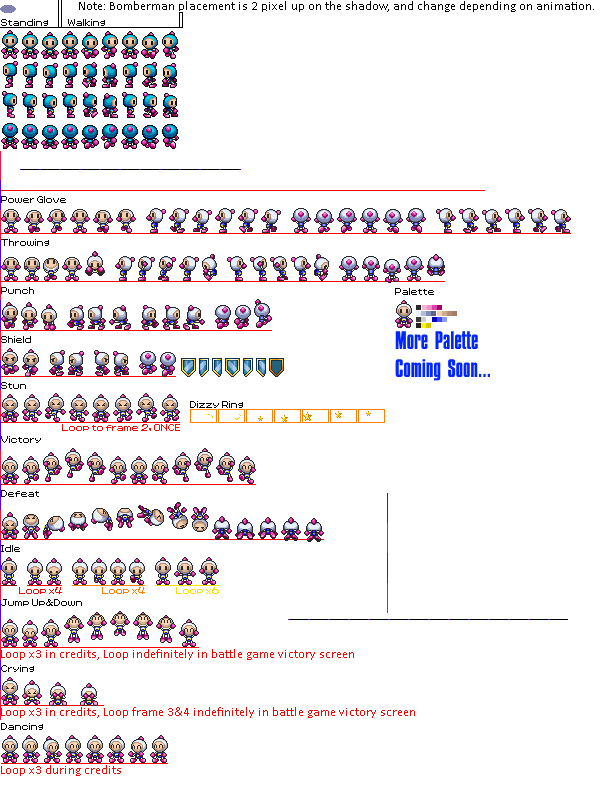 Note: Bomberman placement is 2 pixel up on the shadow, and change depending on animation.
Standing
Walking
Power Glove
Throwing
Punch
Palette
More Palette
Coming Soon...
Shield
Stun
Dizzy Ring
Loop to frame 2,ONCE
Victory
Defeat
Idle
Loop x4
Loop x4
Loop x6
Jump Up&Down
Loop x3 in credits, Loop indefinitely in battle game victory screen
Crying
Loop x3 in credits, Loop frame 3&4 indefinitely in battle game victory screen
Dancing
Loop x3 during credits